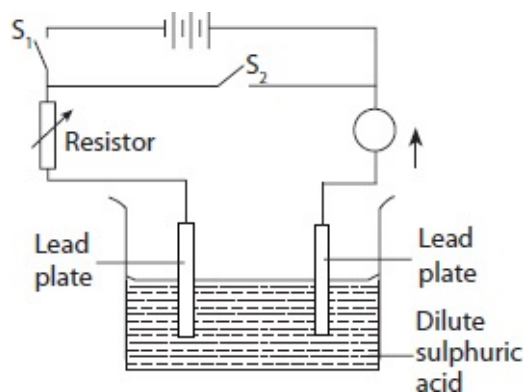 S1
S2
Resistor
Lead
plate
Lead
plate
Dilute
sulphuric
acid